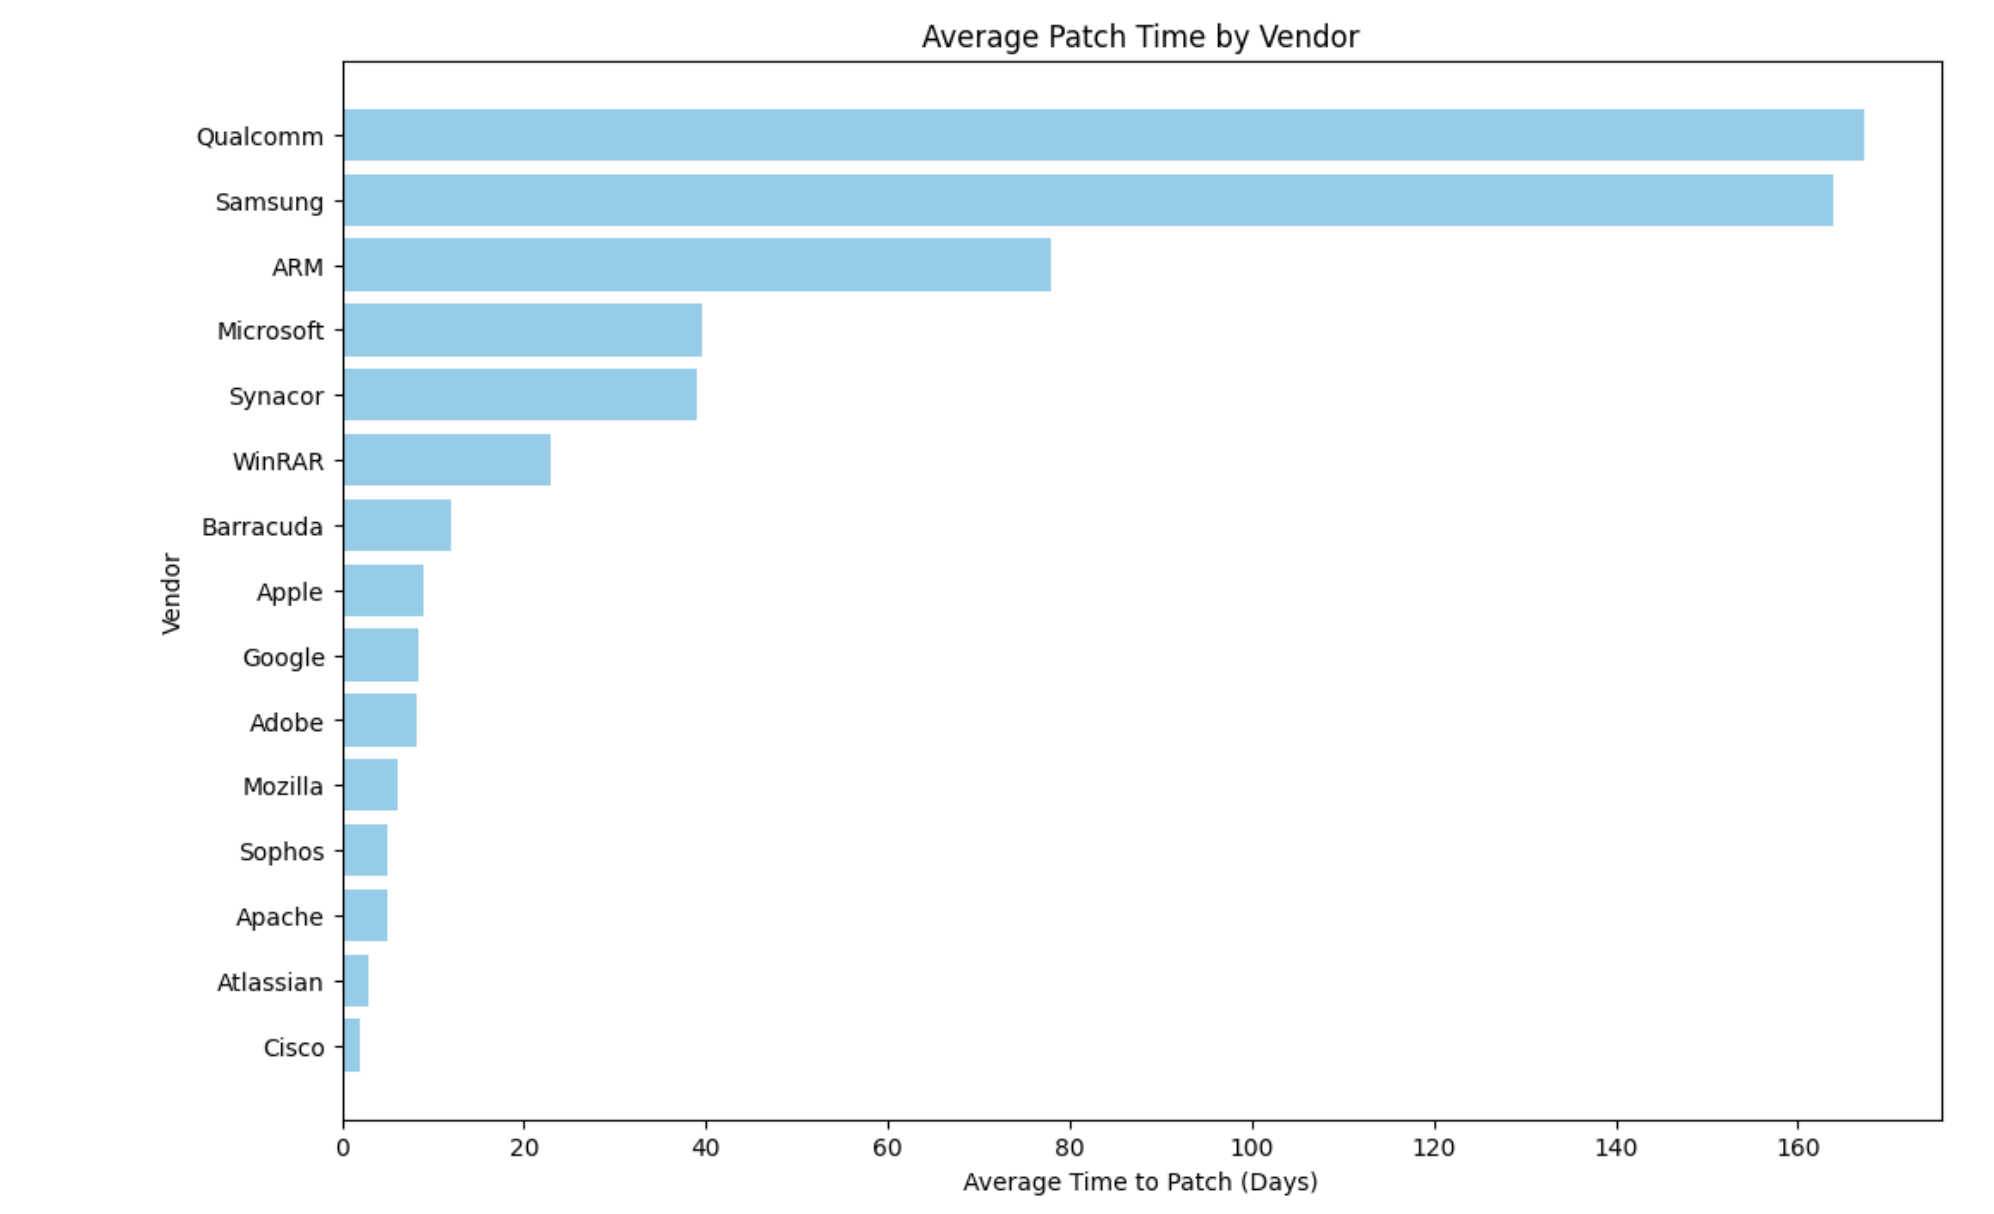 Average Patch Time by Vendor
Qualcomm
Samsung
ARM
Microsoft
Synacor
WinRAR
Barracuda
Apple
Google
Adobe
Mozilla
Sophos
Apache
Atlassian
Cisco
Vendor
0 20 40 60 80 100 120 140 160
Average Time to Patch (Days)